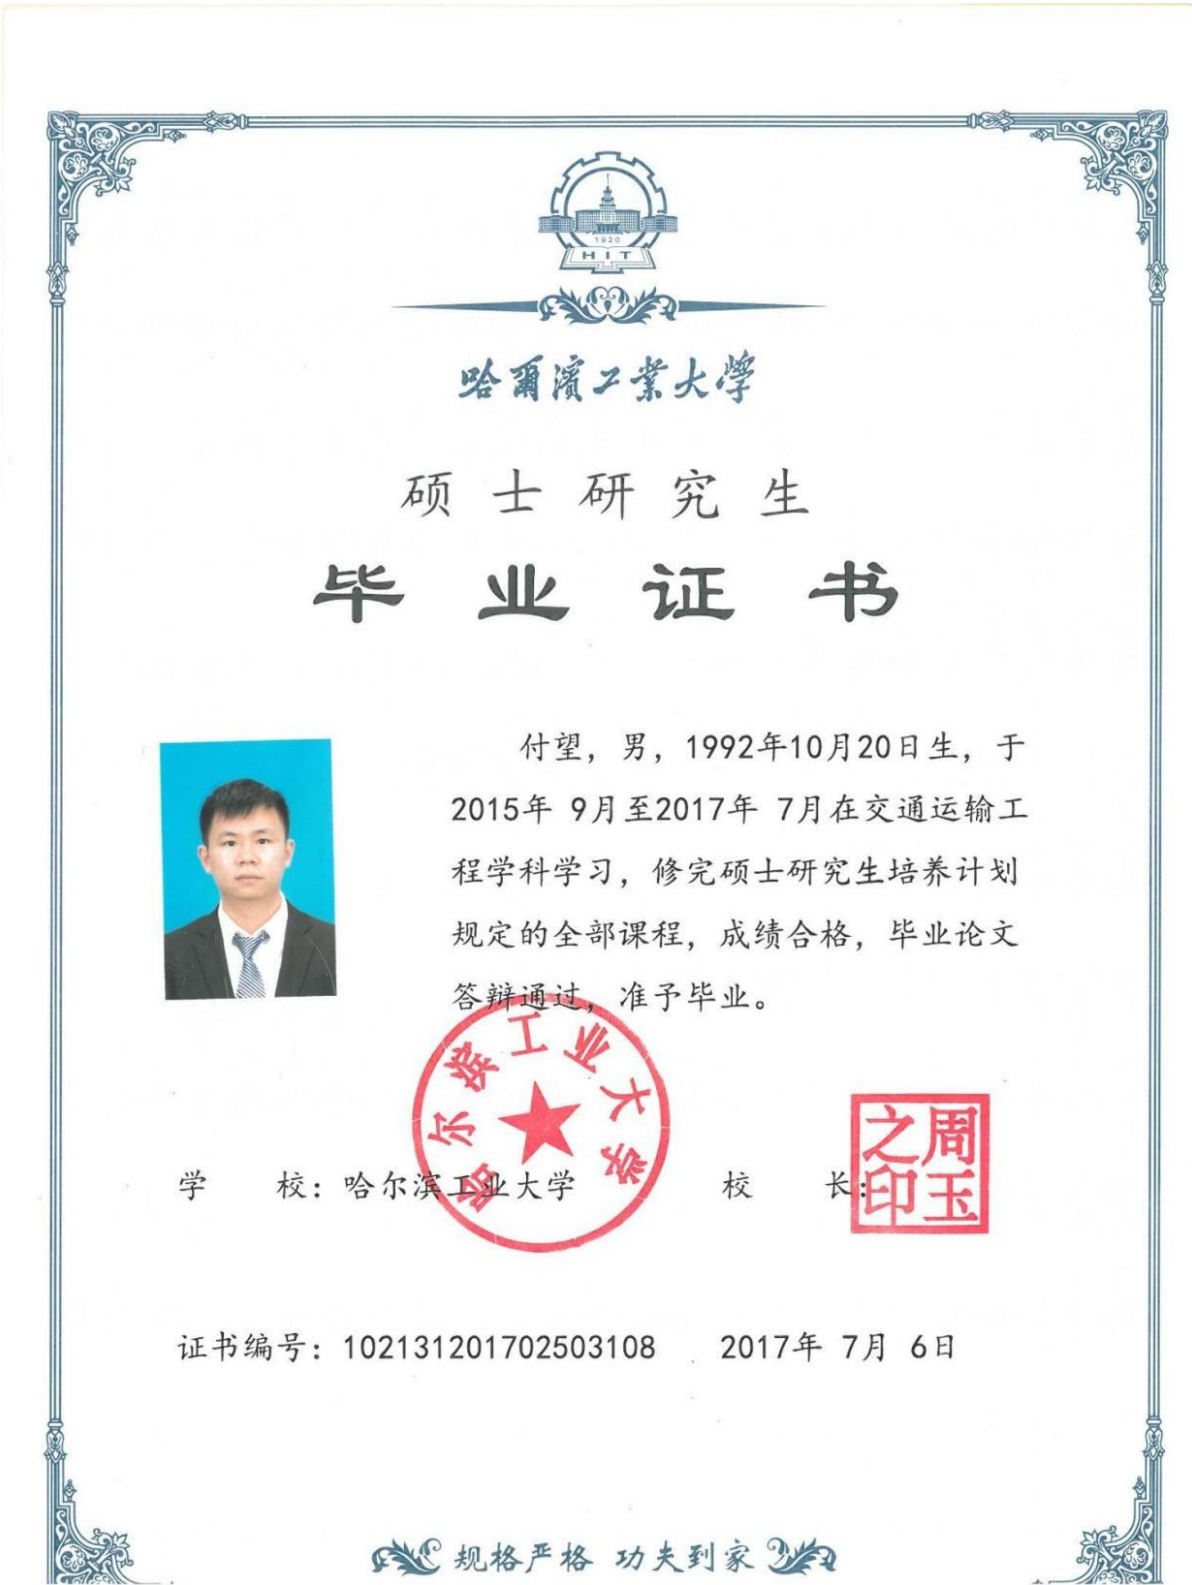 1920
HIT
哈爾濱工業大學
硕士研究生
毕业证书
付望，男，1992年10月20日生，于
2015年 9月至2017年 7月在交通运输工
程学科学习，修完硕士研究生培养计划
规定的全部课程，成绩合格，毕业论文
答辩通过，准予毕业。
哈尔滨工业大学
学 校：哈尔滨工业大学
校 长：
周玉之印
证书编号：102131201702503108
2017年 7月 6日
规格严格 功夫到家